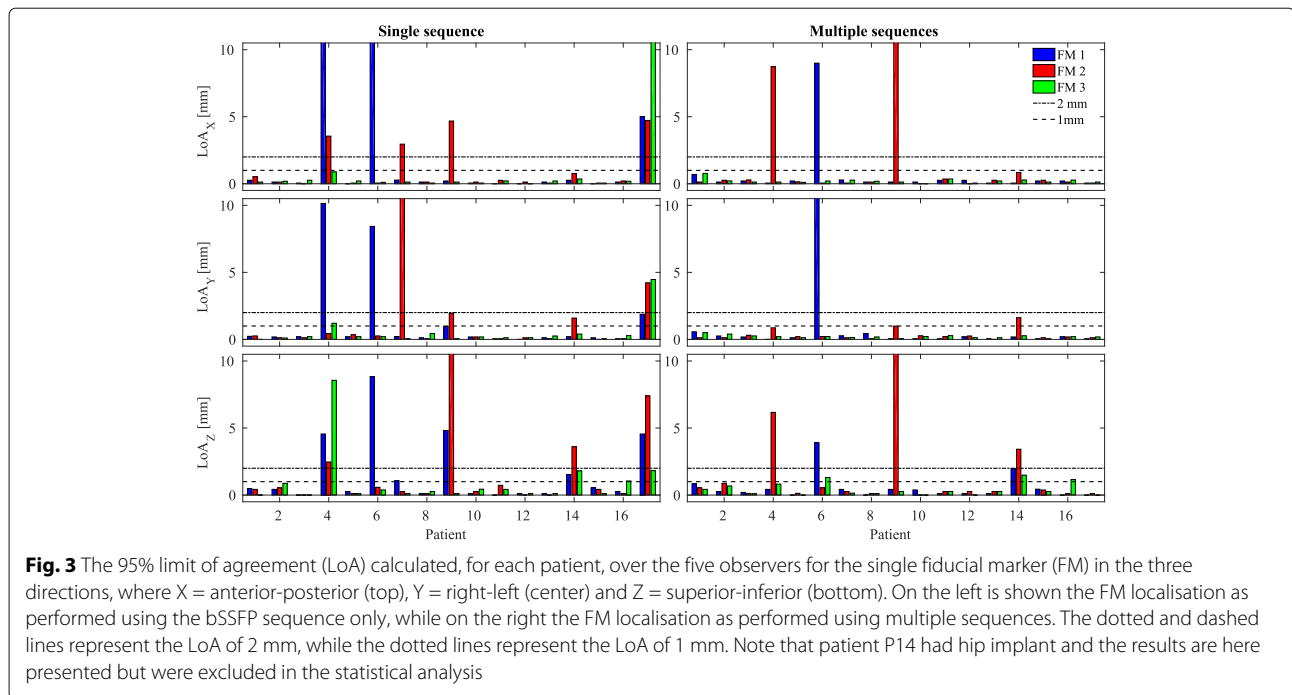 Single sequence
Multiple sequences
10
5
0
LoA_X [mm]
10
5
0
FM 1
FM 2
FM 3
2 mm
1mm
10
5
0
LoA_Y [mm]
10
5
0
10
5
0
LoA_Z [mm]
10
5
0
2 4 6 8 10 12 14 16
Patient
2 4 6 8 10 12 14 16
Patient
Fig. 3 The 95% limit of agreement (LoA) calculated, for each patient, over the five observers for the single fiducial marker (FM) in the three
directions, where X = anterior-posterior (top), Y = right-left (center) and Z = superior-inferior (bottom). On the left is shown the FM localisation as
performed using the bSSFP sequence only, while on the right the FM localisation as performed using multiple sequences. The dotted and dashed
lines represent the LoA of 2 mm, while the dotted lines represent the LoA of 1 mm. Note that patient P14 had hip implant and the results are here
presented but were excluded in the statistical analysis